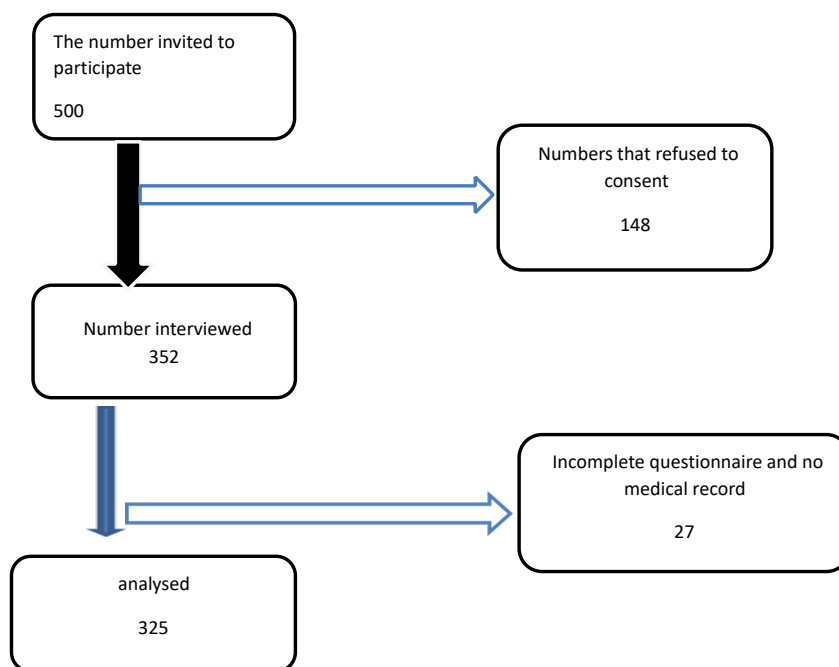 The number invited to
participate
500
Numbers that refused to
consent
148
Number interviewed
352
Incomplete questionnaire and no
medical record
27
analysed
325